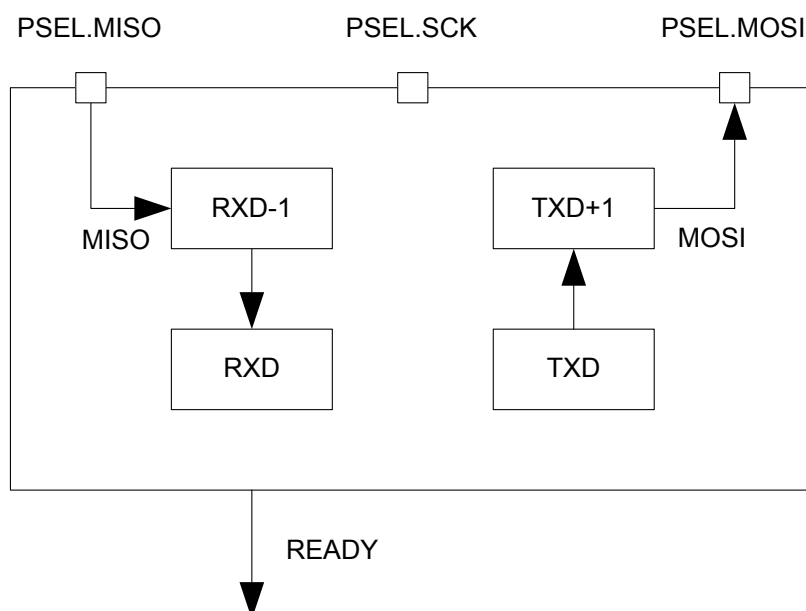 PSEL.MISO PSEL.SCK PSEL.MOSI
RXD-1 TXD+1
MISO MOSI
RXD TXD
READY